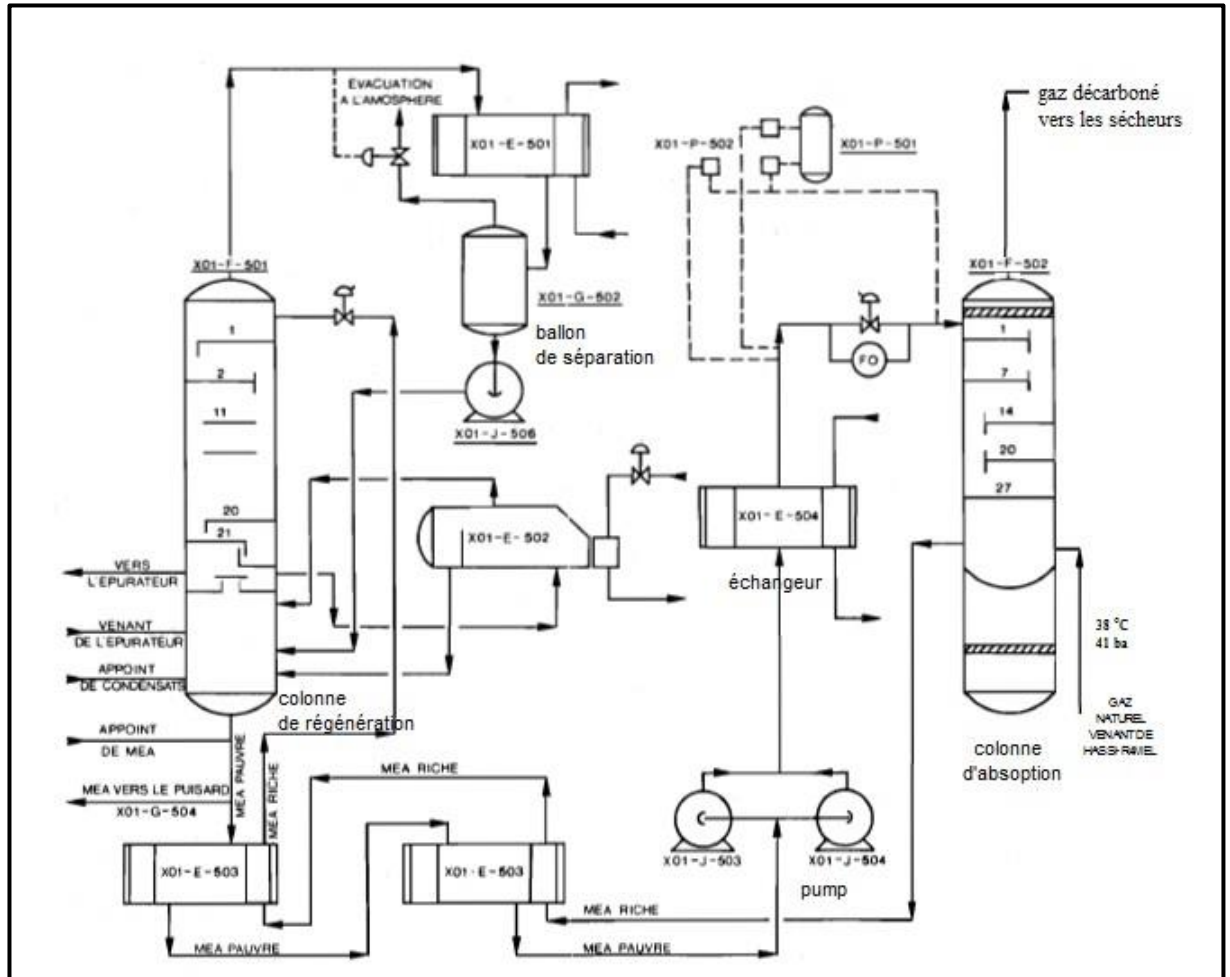 EVACUATION
A L'AMOSPHERE
X01-E-501
X01-P-502
X01-P-501
gaz décarboné
vers les sécheurs
X01-F-501
X01-G-502
X01-F-502
ballon
de séparation
1
2
11
20
21
X01-J-506
FO
1
7
14
20
27
X01-E-502
X01-E-504
échangeur
VERS
L'EPURATEUR
VENANT
DE L'EPURATEUR
APPOINT
DE CONDENSATS
colonne
de régénération
38 °C
41 ba
GAZ
NATUREL
VENANT DE
HASSI-R4MEL
colonne
d'absoption
APPOINT
DE MEA
MEA VERS LE PUISARD
X01-G-504
MEA PAUVRE
MEA RICHE
MEA RICHE
X01-E-503
X01-E-503
X01-J-503
X01-J-504
pump
MEA RICHE
MEA PAUVRE
MEA PAUVRE